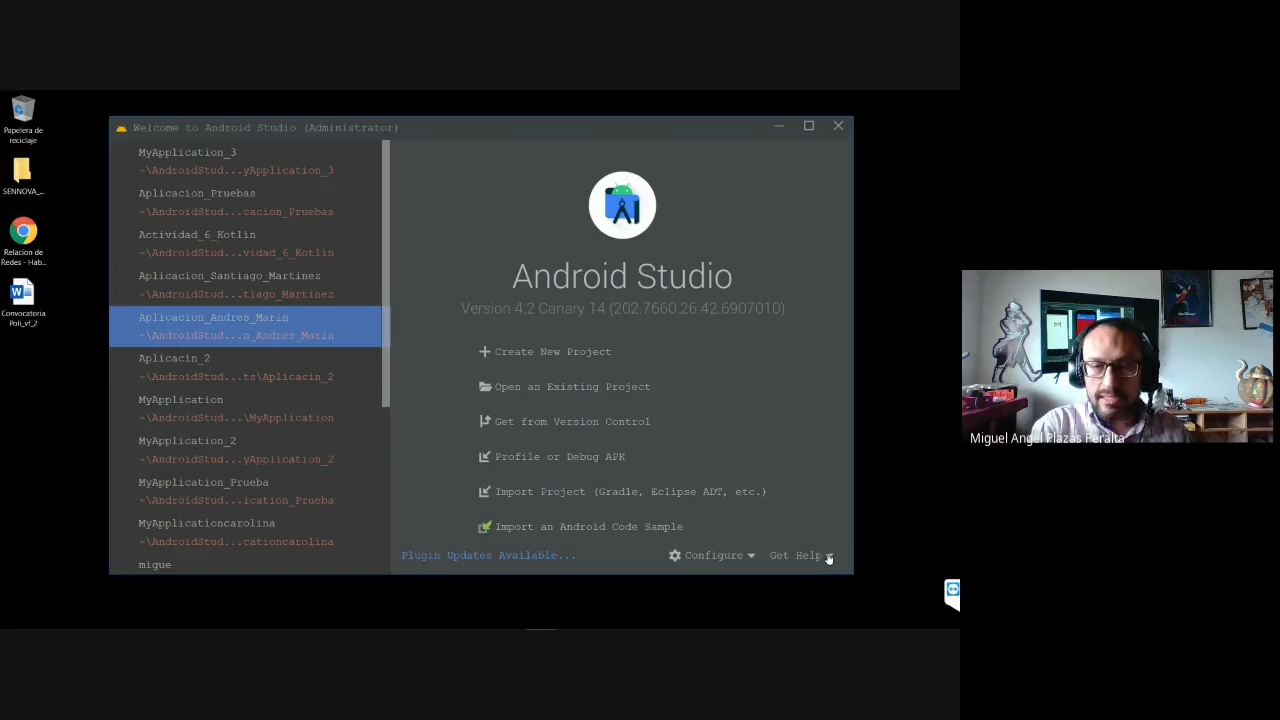 Papelera de
reciclaje
SENNOVA_...
Relacion de
Redes - Hab...
Convocatoria
Poli_vf_2
Welcome to Android Studio (Administrator)
MyApplication_3
~\AndroidStud...yApplication_3
Aplicacion_Pruebas
~\AndroidStud...cacion_Pruebas
Actividad_6_Kotlin
~\AndroidStud...vidad_6_Kotlin
Aplicacion_Santiago_Martinez
~\AndroidStud...tiago_Martinez
Aplicacion_Andres_Marin
~\AndroidStud...n_Andres_Marin
Aplicacin_2
~\AndroidStud...ts\Aplicacin_2
MyApplication
~\AndroidStud...\MyApplication
MyApplication_2
~\AndroidStud...yApplication_2
MyApplication_Prueba
~\AndroidStud...ication_Prueba
MyApplicationcarolina
~\AndroidStud...cationcarolina
migue
Android Studio
Version 4.2 Canary 14 (202.7660.26.42.6907010)
Create New Project
Open an Existing Project
Get from Version Control
Profile or Debug APK
Import Project (Gradle, Eclipse ADT, etc.)
Import an Android Code Sample
Plugin Updates Available...
Configure
Get Help
Miguel Angel Plazas Peralta